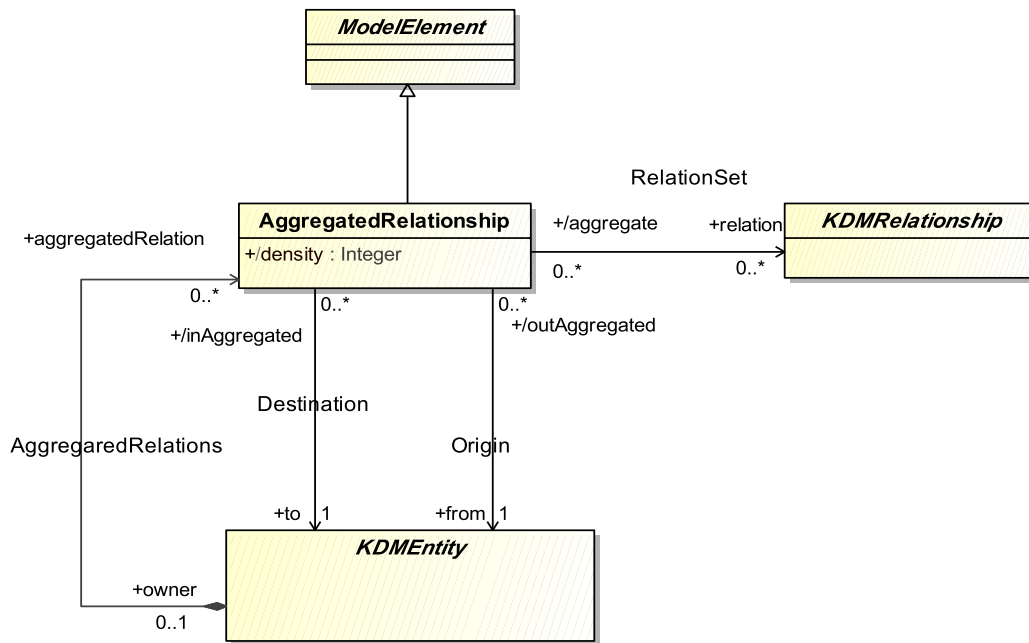 ModelElement
RelationSet
AggregatedRelationship
+/density : Integer
+/aggregate
+relation
KDMRelationship
+aggregatedRelation
0..*
0..*
0..*
0..*
0..*
+/inAggregated
+/outAggregated
Destination
AggregaredRelations
Origin
+to
1
+from
1
KDMEntity
+owner
0..1